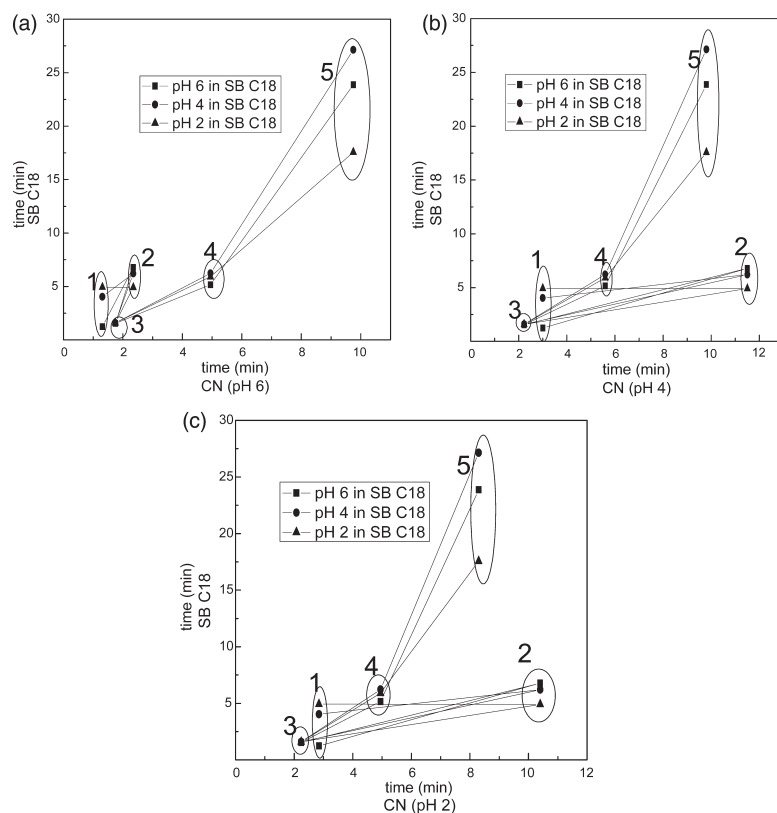 (a)
30
25
20
15
10
5
0 2 4 6 8 10
time (min)
SB C18
time (min)
CN (pH 6)
pH 6 in SB C18
pH 4 in SB C18
pH 2 in SB C18
1
2
3
4
5
(b)
30
25
20
15
10
5
0 2 4 6 8 10 12
time (min)
SB C18
time (min)
CN (pH 4)
pH 6 in SB C18
pH 4 in SB C18
pH 2 in SB C18
1
2
3
4
5
(c)
30
25
20
15
10
5
0 2 4 6 8 10 12
time (min)
SB C18
time (min)
CN (pH 2)
pH 6 in SB C18
pH 4 in SB C18
pH 2 in SB C18
1
2
3
4
5